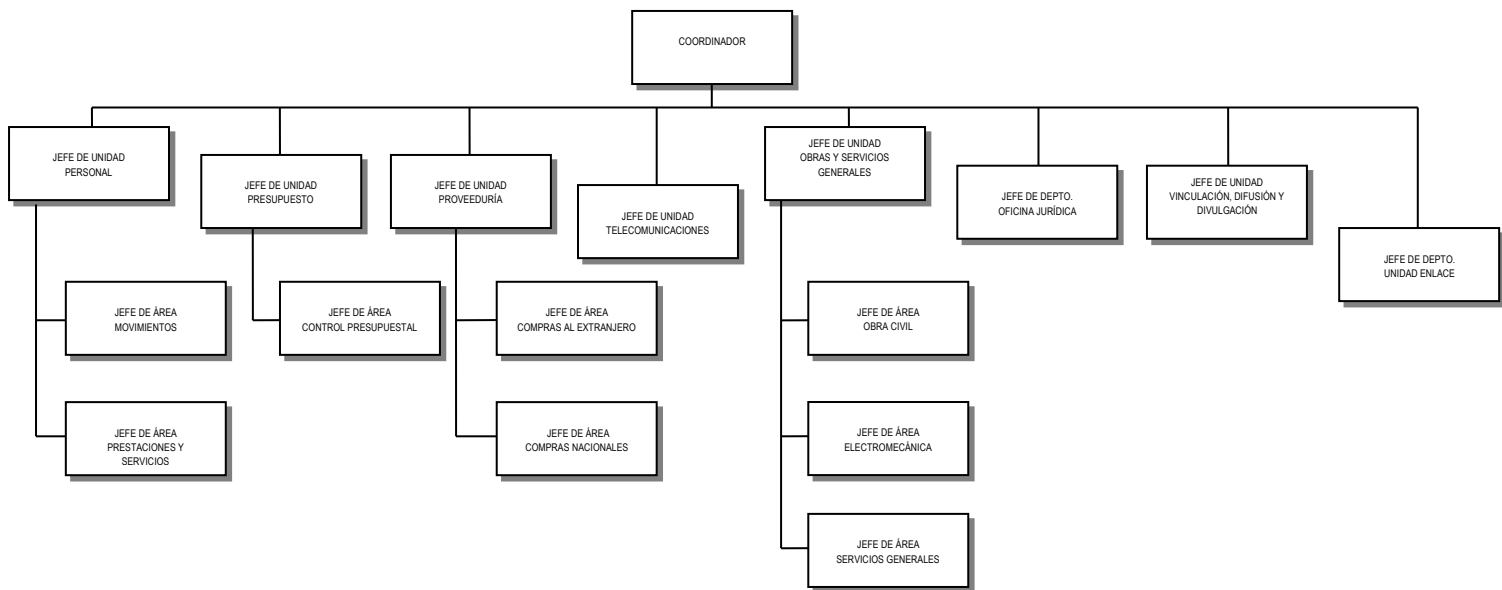 COORDINADOR
JEFE DE UNIDAD
PERSONAL
JEFE DE UNIDAD
PRESUPUESTO
JEFE DE UNIDAD
PROVEEDURÍA
JEFE DE UNIDAD
TELECOMUNICACIONES
JEFE DE UNIDAD
OBRAS Y SERVICIOS
GENERALES
JEFE DE DEPTO.
OFICINA JURÍDICA
JEFE DE UNIDAD
VINCULACIÓN, DIFUSIÓN Y
DIVULGACIÓN
JEFE DE DEPTO.
UNIDAD ENLACE
JEFE DE ÁREA
MOVIMIENTOS
JEFE DE ÁREA
CONTROL PRESUPUESTAL
JEFE DE ÁREA
COMPRAS AL EXTRANJERO
JEFE DE ÁREA
OBRA CIVIL
JEFE DE ÁREA
PRESTACIONES Y
SERVICIOS
JEFE DE ÁREA
COMPRAS NACIONALES
JEFE DE ÁREA
ELECTROMECÁNICA
JEFE DE ÁREA
SERVICIOS GENERALES